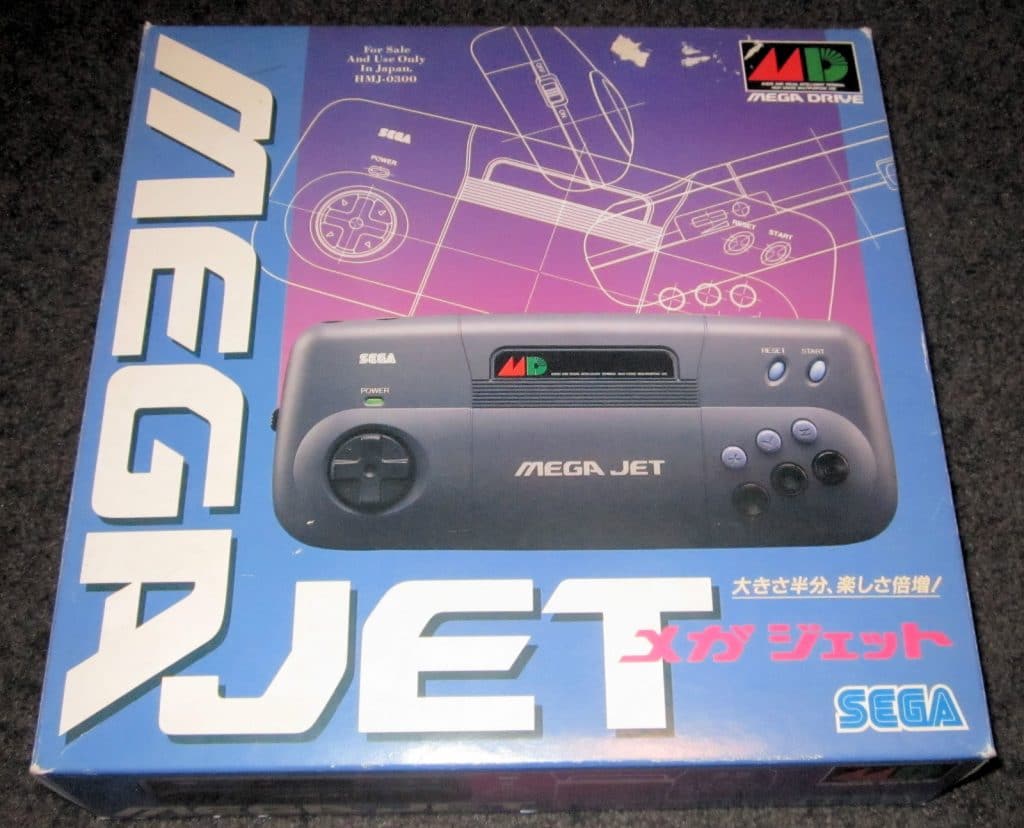 MEGA JET
For Sale
And Use Only
In Japan.
HMJ-0300
MD
MEGA DRIVE
SEGA
POWER
OFF
ON
RESET
START
SEGA
POWER
MD
RESET
START
MEGA JET
X
Y
Z
大きさ半分、楽しさ倍増!
メガジェット
SEGA